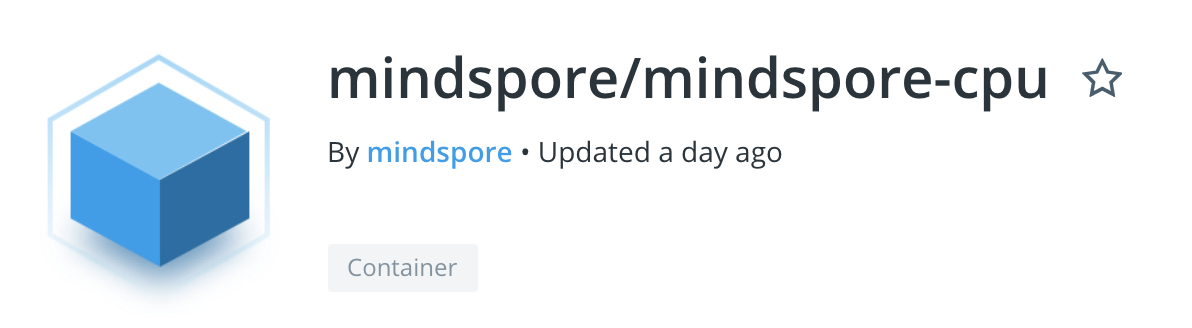 mindspore/mindspore-cpu
By mindspore • Updated a day ago
Container